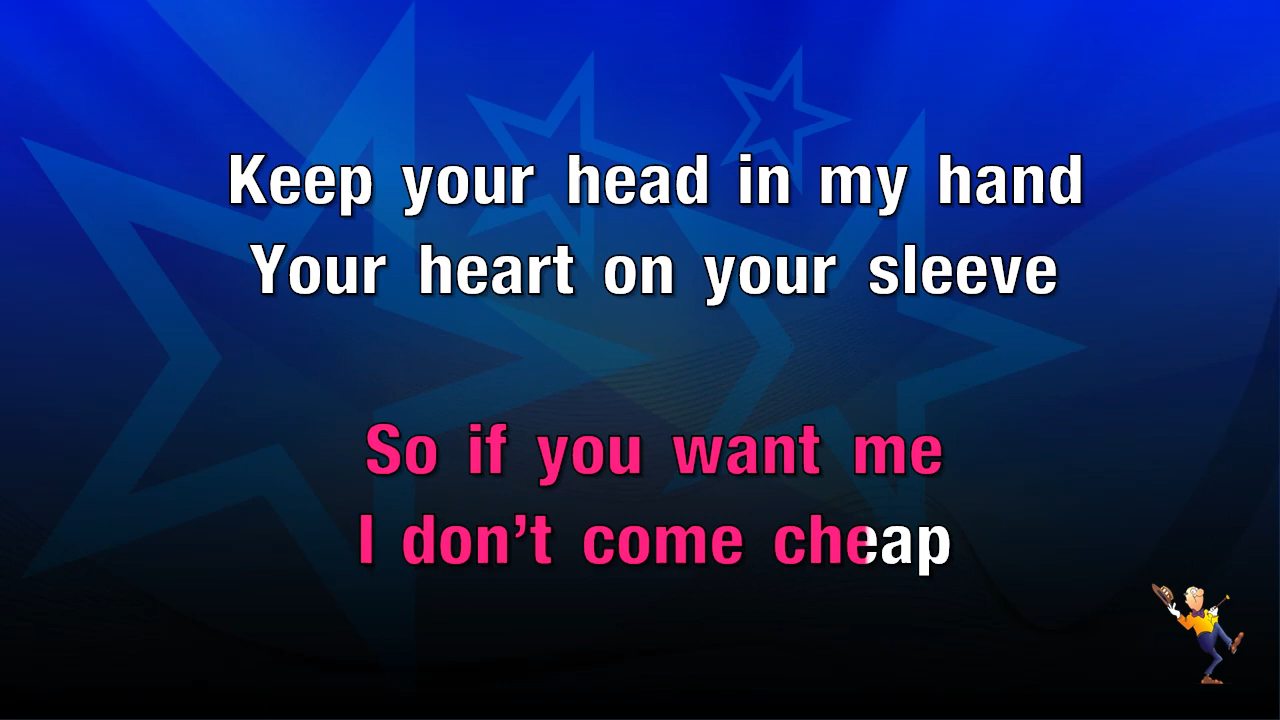 Keep your head in my hand
Your heart on your sleeve
So if you want me
I don’t come cheap